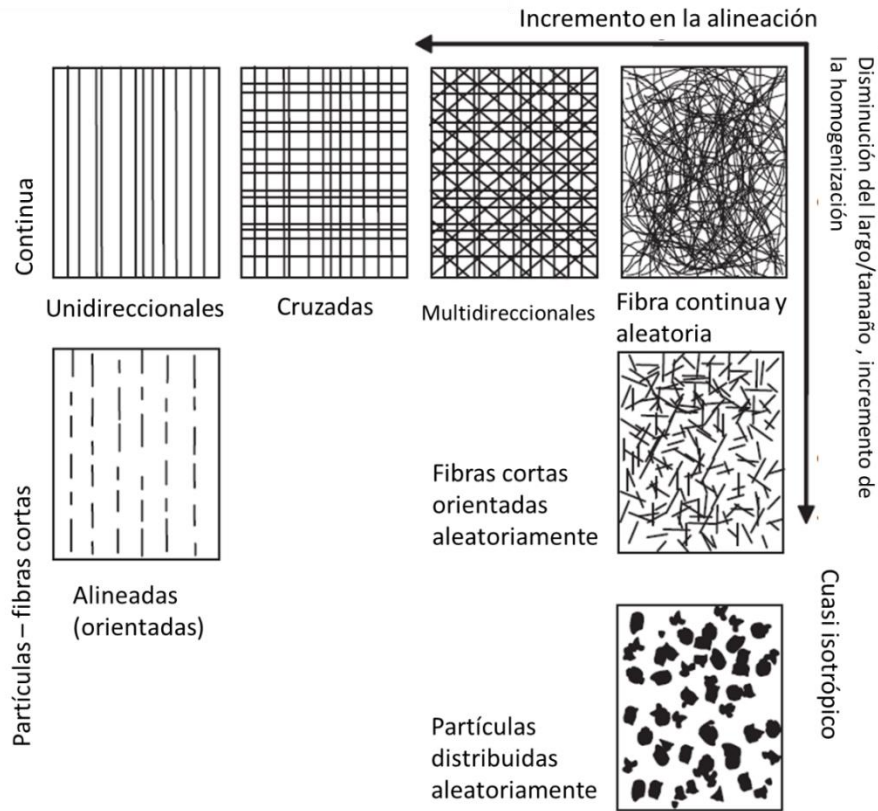 Incremento en la alineación
Disminución del largo/tamaño , incremento de
la homogenización
Continua
Unidireccionales
Cruzadas
Multidireccionales
Fibra continua y
aleatoria
Partículas – fibras cortas
Alineadas
(orientadas)
Fibras cortas
orientadas
aleatoriamente
Cuasi isotrópico
Partículas
distribuidas
aleatoriamente